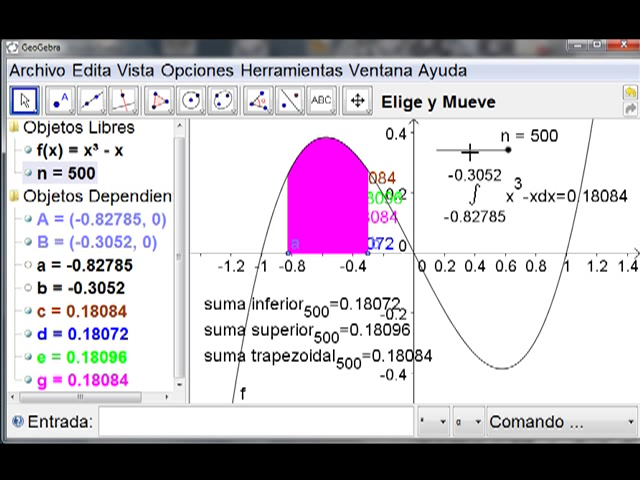 GeoGebra
Archivo Edita Vista Opciones Herramientas Ventana Ayuda
ABC
Elige y Mueve
Objetos Libres
f(x) = x³ - x
n = 500
Objetos Dependien
A = (-0.82785, 0)
B = (-0.3052, 0)
a = -0.82785
b = -0.3052
c = 0.18084
d = 0.18072
e = 0.18096
g = 0.18084
0.4
n = 500
-0.3052
∫ x³-xdx=0.18084
-0.82785
0.2
0
-1.2 -1 -0.8 -0.4 0 0.2 0.4 0.6 0.8 1 1.2 1.4
suma inferior₅₀₀=0.18072
-0.2
suma superior₅₀₀=0.18096
suma trapezoidal₅₀₀=0.18084
-0.4
f
Entrada:
α
Comando ...